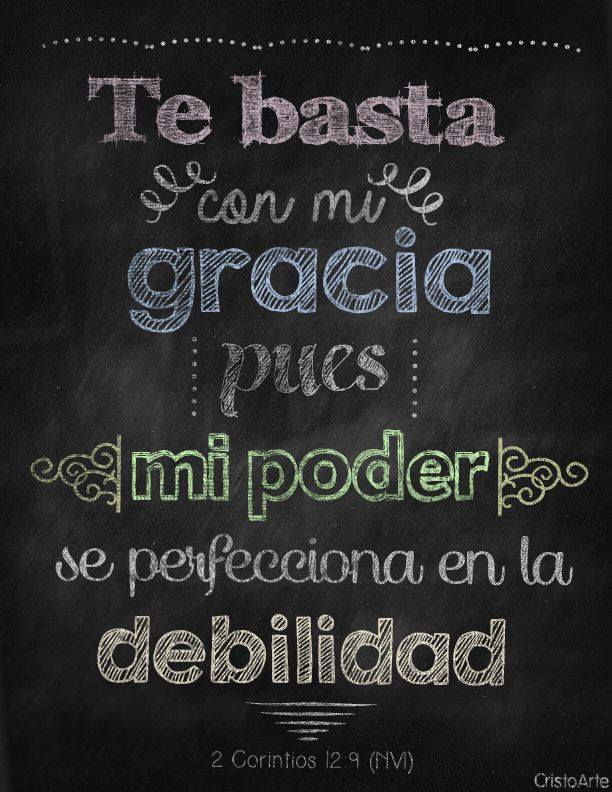 Te basta
con mi
gracia
pues
mi poder
se perfecciona en la
debilidad
2 Corintios 12:9 (NVI)
CristoArte